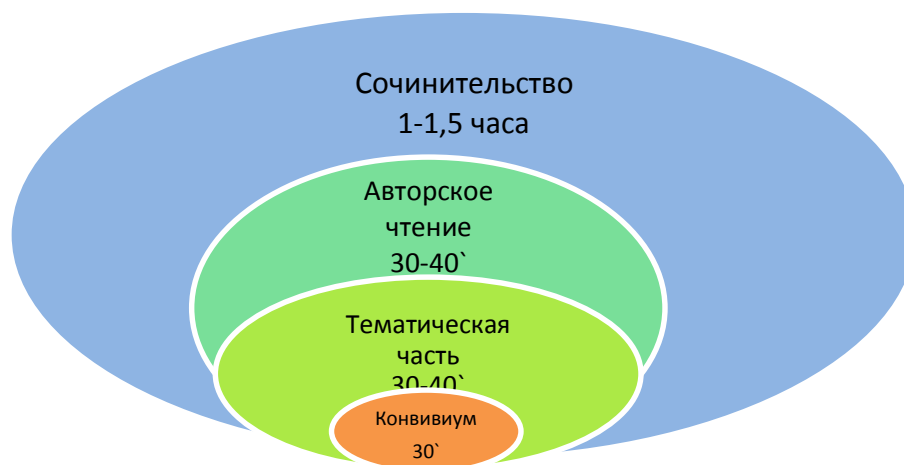 Сочинительство
1-1,5 часа
Авторское
чтение
30-40`
Тематическая
часть
30-40`
Конвивиум
30`